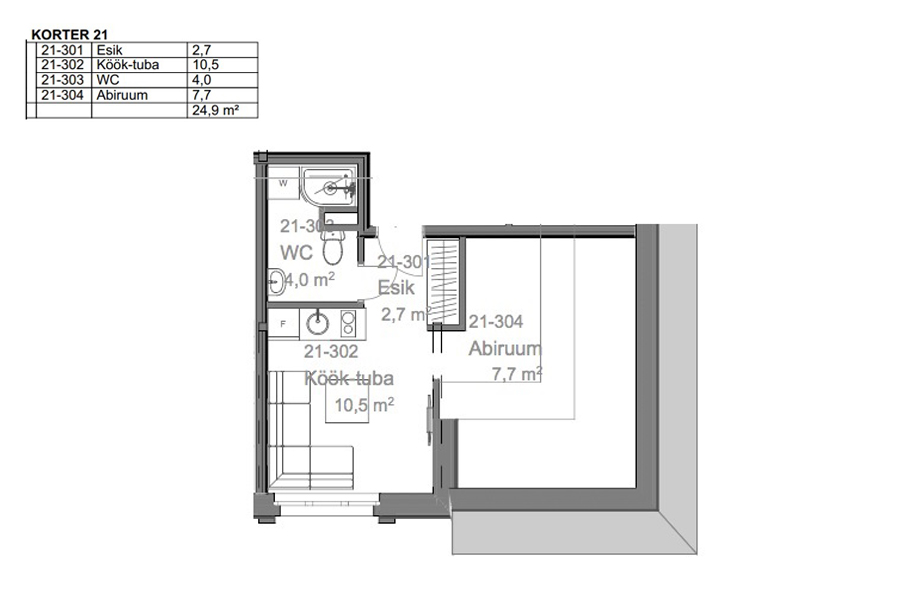 KORTER 21
21-301 Esik 2,7
21-302 Köök-tuba 10,5
21-303 WC 4,0
21-304 Abiruum 7,7
24,9 m²
W
21-303
WC
4,0 m²
21-301
Esik
2,7 m²
F
21-302
Köök-tuba
10,5 m²
21-304
Abiruum
7,7 m²